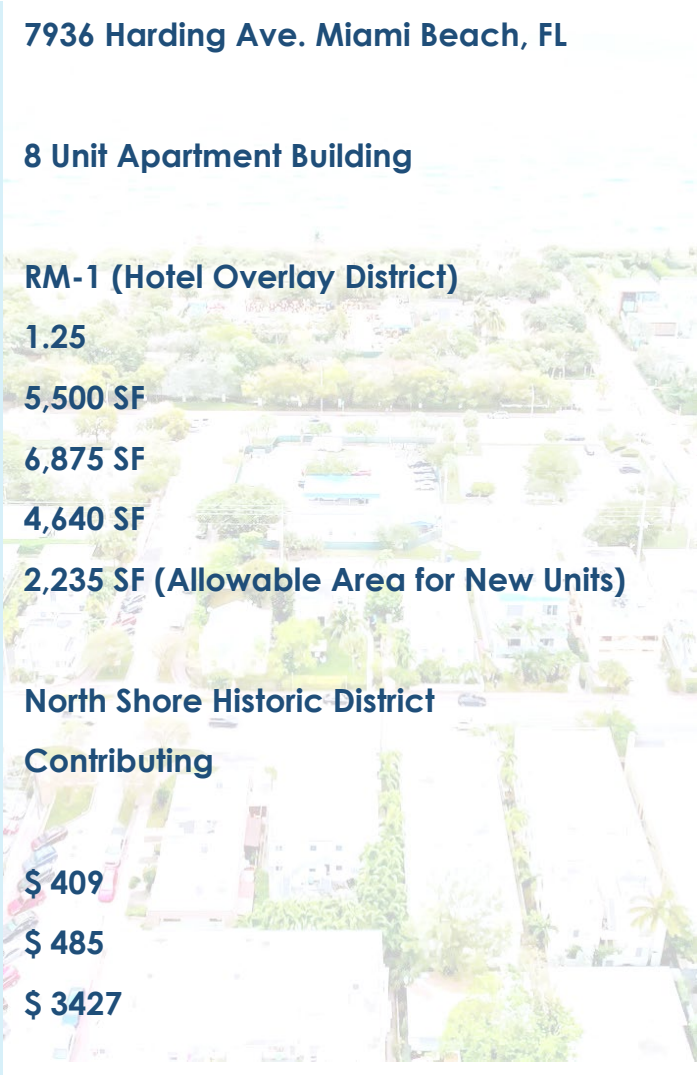 7936 Harding Ave. Miami Beach, FL
8 Unit Apartment Building
RM-1 (Hotel Overlay District)
1.25
5,500 SF
6,875 SF
4,640 SF
2,235 SF (Allowable Area for New Units)
North Shore Historic District
Contributing
$ 409
$ 485
$ 3427